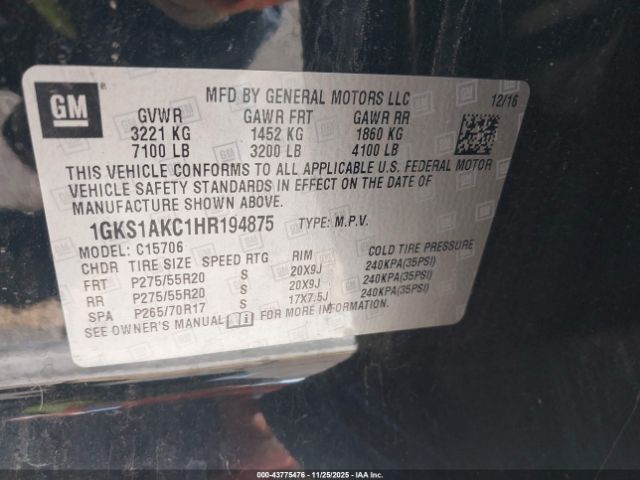 GM
MFD BY GENERAL MOTORS LLC
12/16
GVWR GAWR FRT GAWR RR
3221 KG 1452 KG 1860 KG
7100 LB 3200 LB 4100 LB
THIS VEHICLE CONFORMS TO ALL APPLICABLE U.S. FEDERAL MOTOR
VEHICLE SAFETY STANDARDS IN EFFECT ON THE DATE OF
MANUFACTURE SHOWN ABOVE.
1GKS1AKC1HR194875 TYPE: M.P.V.
MODEL: C15706
CHDR TIRE SIZE SPEED RTG RIM COLD TIRE PRESSURE
FRT P275/55R20 S 20X9J 240KPA(35PSI)
RR P275/55R20 S 20X9J 240KPA(35PSI)
SPA P265/70R17 S 17X7.5J 240KPA(35PSI)
SEE OWNER'S MANUAL FOR MORE INFORMATION.
© 2025 - 43775476 - 11/25/2025 - IAAI.COM